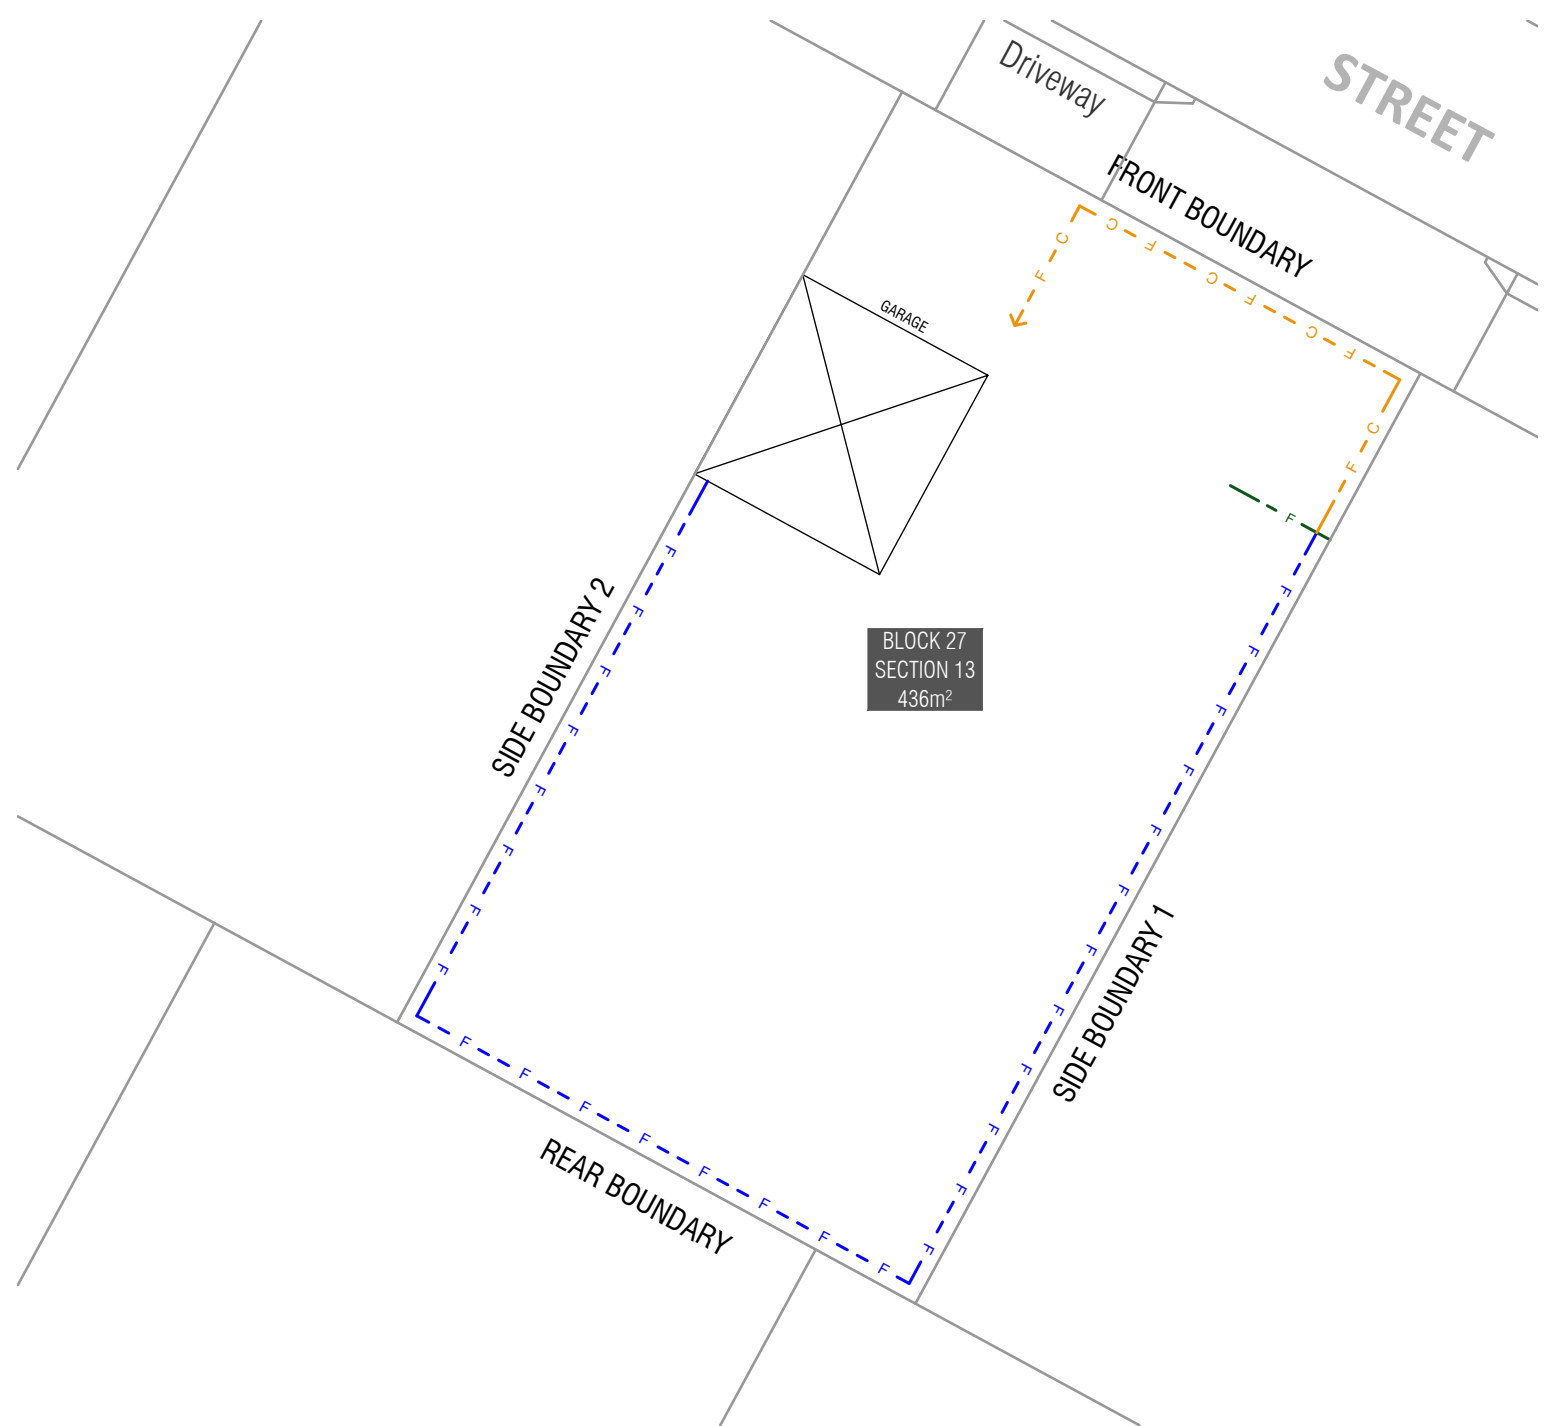 STREET
Driveway
FRONT BOUNDARY
C F C F C F
C
F
GARAGE
C
F
F
SIDE BOUNDARY 2
F F F F F F F F
BLOCK 27
SECTION 13
436m²
F F F F F F F F F F F F
SIDE BOUNDARY 1
F F F F F F F F
REAR BOUNDARY